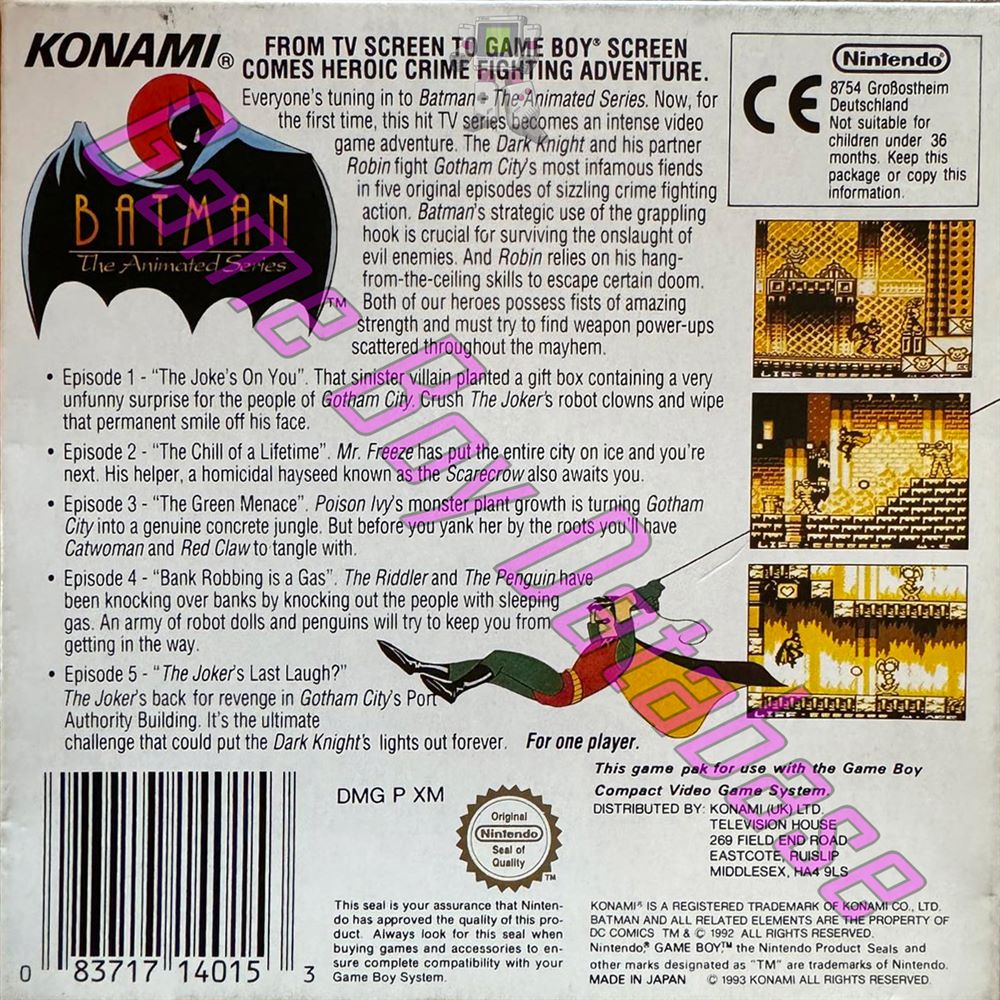 KONAMI®
FROM TV SCREEN TO GAME BOY® SCREEN
COMES HEROIC CRIME FIGHTING ADVENTURE.
Everyone's tuning in to Batman - The Animated Series. Now, for
the first time, this hit TV series becomes an intense video
game adventure. The Dark Knight and his partner
Robin fight Gotham City's most infamous fiends
in five original episodes of sizzling crime fighting
action. Batman's strategic use of the grappling
hook is crucial for surviving the onslaught of
evil enemies. And Robin relies on his hang-
from-the-ceiling skills to escape certain doom.
Both of our heroes possess fists of amazing
strength and must try to find weapon power-ups
scattered throughout the mayhem.
BATMAN
The Animated Series
TM
• Episode 1 - "The Joke's On You". That sinister villain planted a gift box containing a very
unfunny surprise for the people of Gotham City. Crush The Joker's robot clowns and wipe
that permanent smile off his face.
• Episode 2 - "The Chill of a Lifetime". Mr. Freeze has put the entire city on ice and you're
next. His helper, a homicidal hayseed known as the Scarecrow also awaits you.
• Episode 3 - "The Green Menace". Poison Ivy's monster plant growth is turning Gotham
City into a genuine concrete jungle. But before you yank her by the roots you'll have
Catwoman and Red Claw to tangle with.
• Episode 4 - "Bank Robbing is a Gas". The Riddler and The Penguin have
been knocking over banks by knocking out the people with sleeping
gas. An army of robot dolls and penguins will try to keep you from
getting in the way.
• Episode 5 - "The Joker's Last Laugh?"
The Joker's back for revenge in Gotham City's Port
Authority Building. It's the ultimate
challenge that could put the Dark Knight's lights out forever. For one player.
CE
Nintendo®
8754 Großostheim
Deutschland
Not suitable for
children under 36
months. Keep this
package or copy this
information.
This game pak for use with the Game Boy
Compact Video Game System.
DISTRIBUTED BY: KONAMI (UK) LTD.
TELEVISION HOUSE
269 FIELD END ROAD
EASTCOTE, RUISLIP
MIDDLESEX, HA4 9LS
DMG P XM
Original
Nintendo
Seal of
Quality
TM
This seal is your assurance that Ninten-
do has approved the quality of this pro-
duct. Always look for this seal when
buying games and accessories to en-
sure complete compatibility with your
Game Boy System.
KONAMI® IS A REGISTERED TRADEMARK OF KONAMI CO., LTD.
BATMAN AND ALL RELATED ELEMENTS ARE THE PROPERTY OF
DC COMICS TM & © 1992 ALL RIGHTS RESERVED.
Nintendo,® GAME BOY™ the Nintendo Product Seals and
other marks designated as "TM" are trademarks of Nintendo.
MADE IN JAPAN © 1993 KONAMI ALL RIGHTS RESERVED.
0 83717 14015 3
Game Boy Database
FIGHT